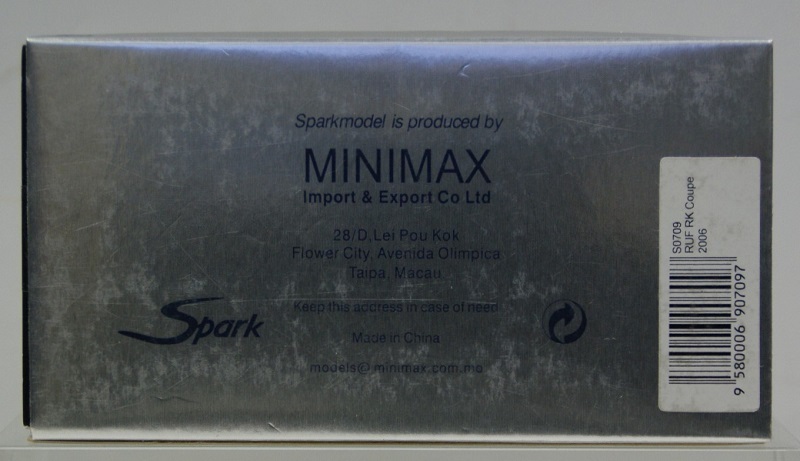 Sparkmodel is produced by
MINIMAX
Import & Export Co Ltd
28/D, Lei Pou Kok
Flower City, Avenida Olimpica
Taipa, Macau
Keep this address in case of need
Made in China
models@minimax.com.mo
Spark
S0709
RUF RK Coupe
2006
9 580006 907097